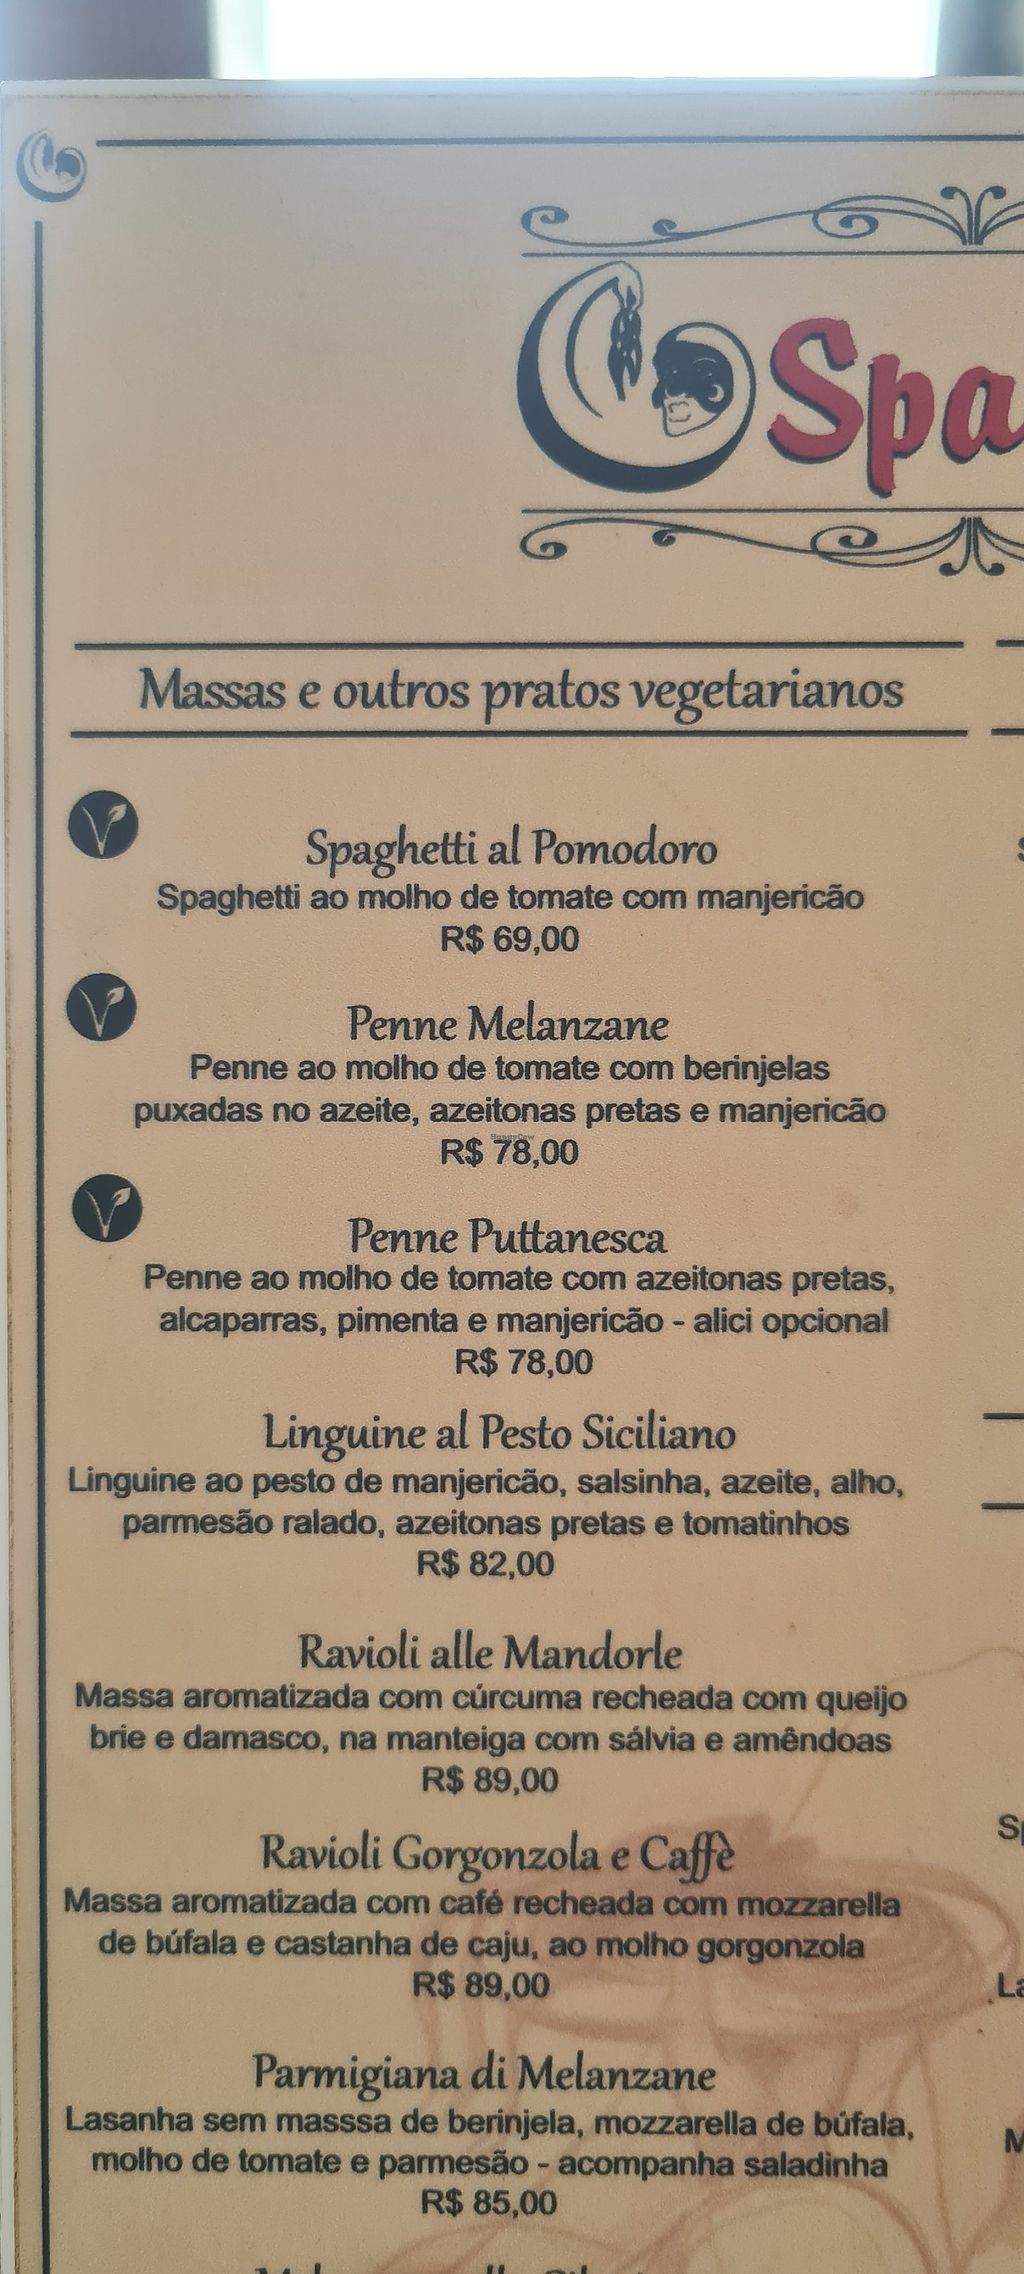 Spa
Massas e outros pratos vegetarianos
Spaghetti al Pomodoro
Spaghetti ao molho de tomate com manjericão
R$ 69,00
Penne Melanzane
Penne ao molho de tomate com berinjelas
puxadas no azeite, azeitonas pretas e manjericão
HappyCow
R$ 78,00
Penne Puttanesca
Penne ao molho de tomate com azeitonas pretas,
alcaparras, pimenta e manjericão - alici opcional
R$ 78,00
Linguine al Pesto Siciliano
Linguine ao pesto de manjericão, salsinha, azeite, alho,
parmesão ralado, azeitonas pretas e tomatinhos
R$ 82,00
Ravioli alle Mandorle
Massa aromatizada com cúrcuma recheada com queijo
brie e damasco, na manteiga com sálvia e amêndoas
R$ 89,00
Ravioli Gorgonzola e Caffè
Massa aromatizada com café recheada com mozzarella
de búfala e castanha de caju, ao molho gorgonzola
R$ 89,00
Parmigiana di Melanzane
Lasanha sem masssa de berinjela, mozzarella de búfala,
molho de tomate e parmesão - acompanha saladinha
R$ 85,00